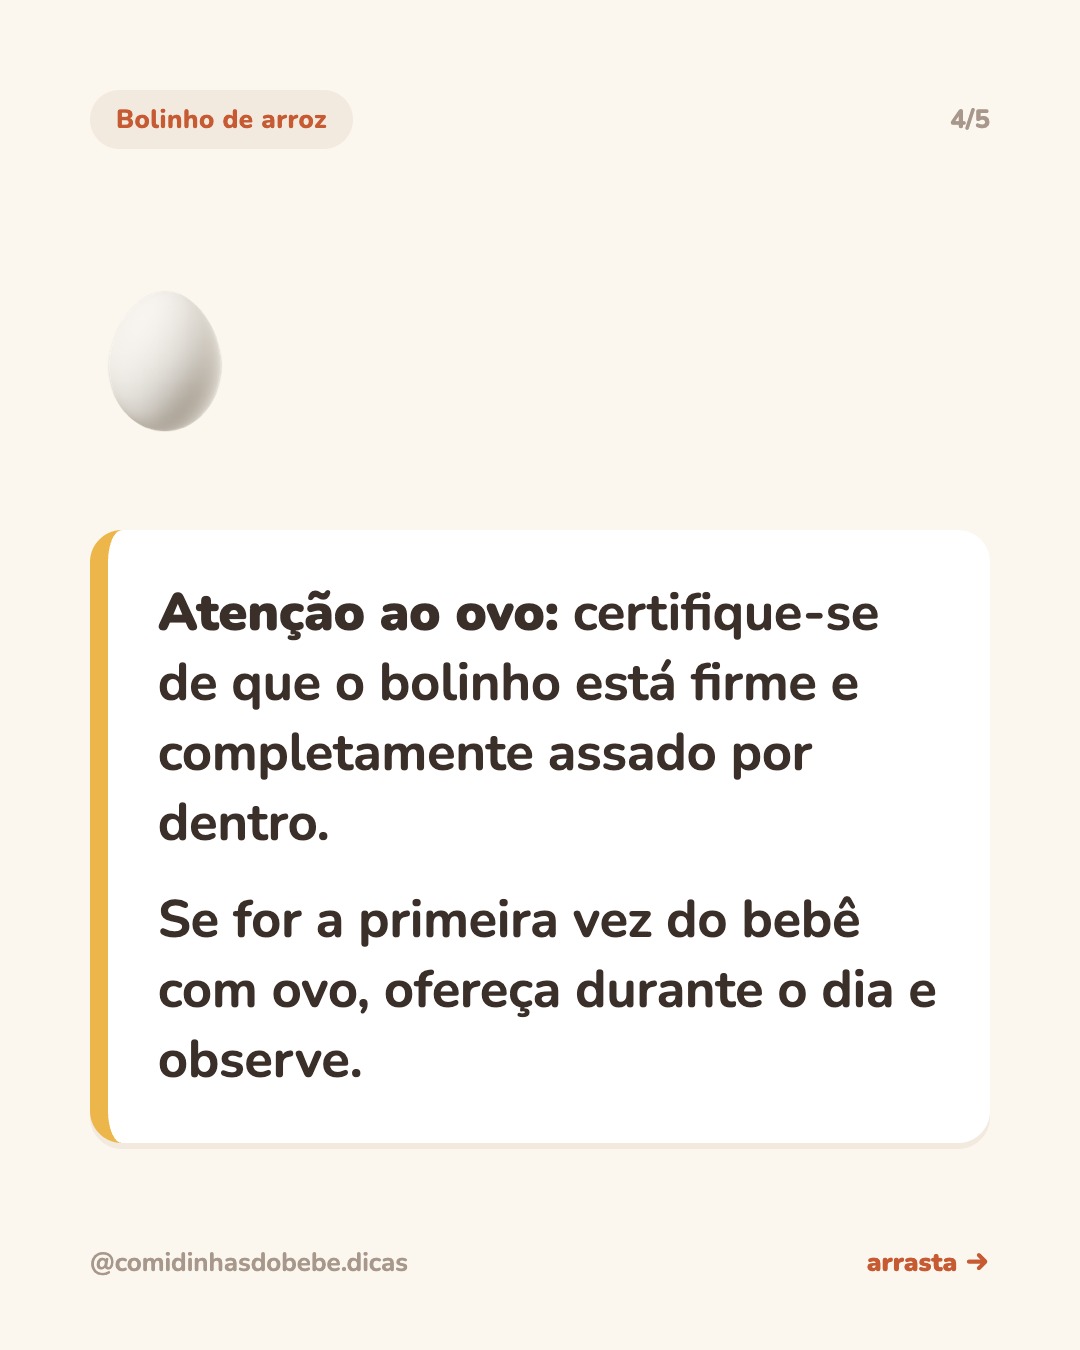 Bolinho de arroz
4/5
Atenção ao ovo: certifique-se
de que o bolinho está firme e
completamente assado por
dentro.
Se for a primeira vez do bebê
com ovo, ofereça durante o dia e
observe.
@comidinhasdobebe.dicas
arrasta →